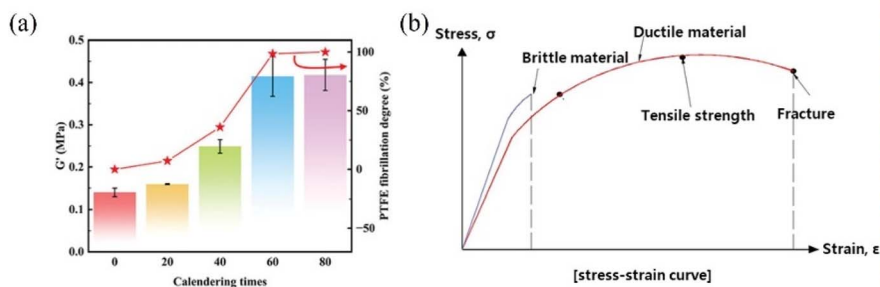 (a)
0.5
0.4
0.3
0.2
0.1
0.0
G' (MPa)
100
50
0
−50
PTFE fibrillation degree (%)
0 20 40 60 80
Calendering times
(b)
Stress, σ
Ductile material
Brittle material
Tensile strength
Fracture
Strain, ε
[stress-strain curve]